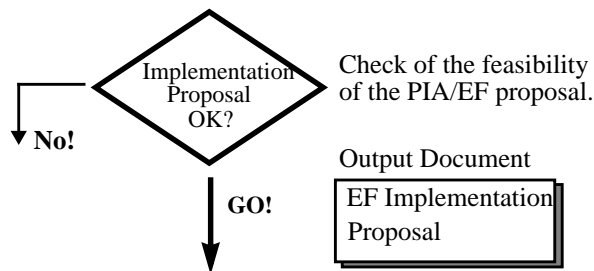 Implementation
Proposal
OK?
Check of the feasibility
of the PIA/EF proposal.
No!
Output Document
GO!
EF Implementation
Proposal